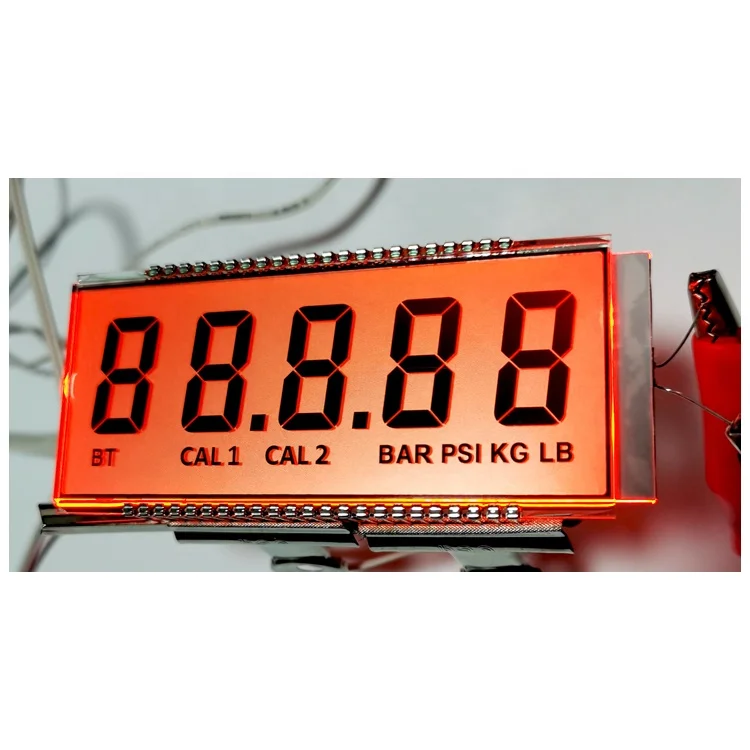 88.8.88
BT CAL 1 CAL 2 BAR PSI KG LB